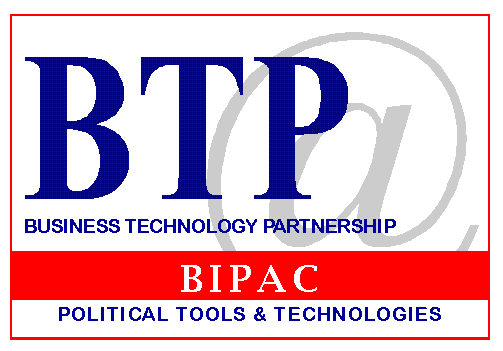 @
BTP
BUSINESS TECHNOLOGY PARTNERSHIP
BIPAC
POLITICAL TOOLS & TECHNOLOGIES